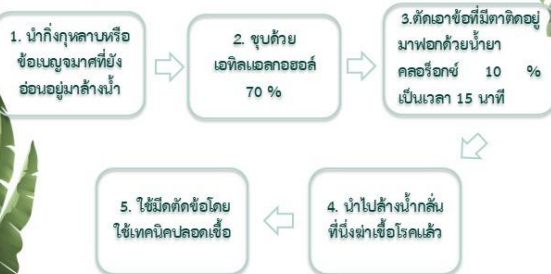 1. นำกิ่งกุหลาบหรือ
ข้อเบญจมาศที่ยัง
อ่อนอยู่มาล้างน้ำ
2. ชุบด้วย
เอทิลแอลกอฮอล์
70 %
3.ตัดเอาข้อที่มีตาติดอยู่
มาฟอกด้วยน้ำยา
คลอร็อกซ์ 10 %
เป็นเวลา 15 นาที
4. นำไปล้างน้ำกลั่น
ที่นึ่งฆ่าเชื้อโรคแล้ว
5. ใช้มีดตัดข้อโดย
ใช้เทคนิคปลอดเชื้อ